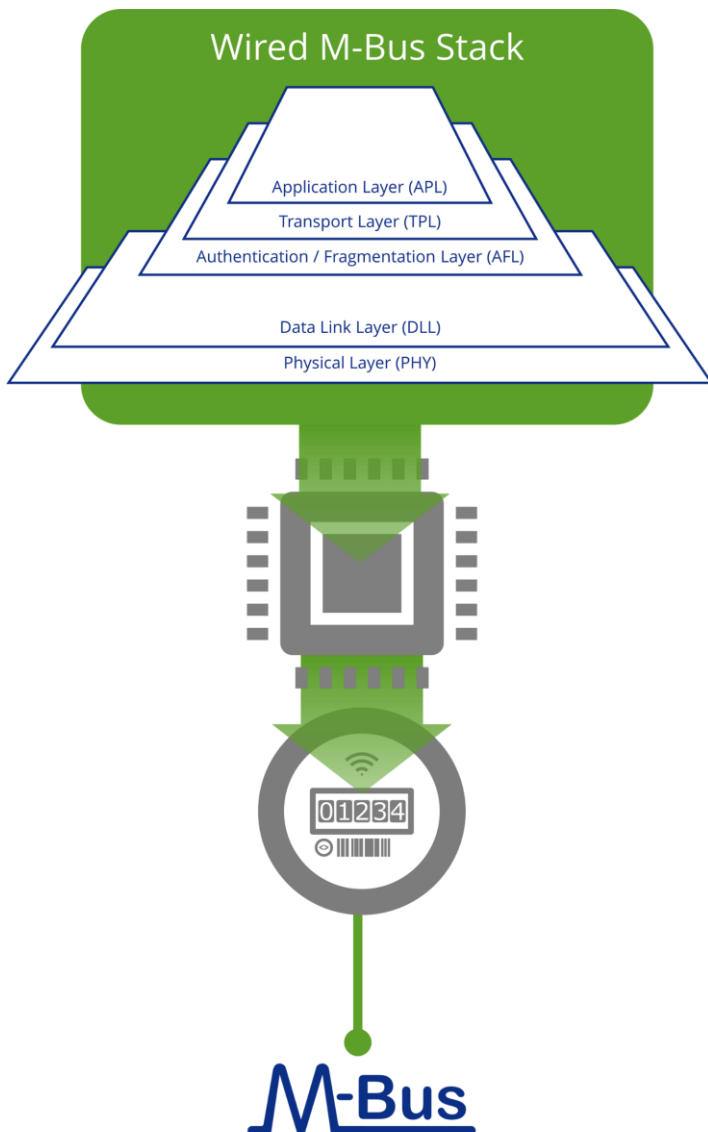 Wired M-Bus Stack
Application Layer (APL)
Transport Layer (TPL)
Authentication / Fragmentation Layer (AFL)
Data Link Layer (DLL)
Physical Layer (PHY)
01234
M-Bus